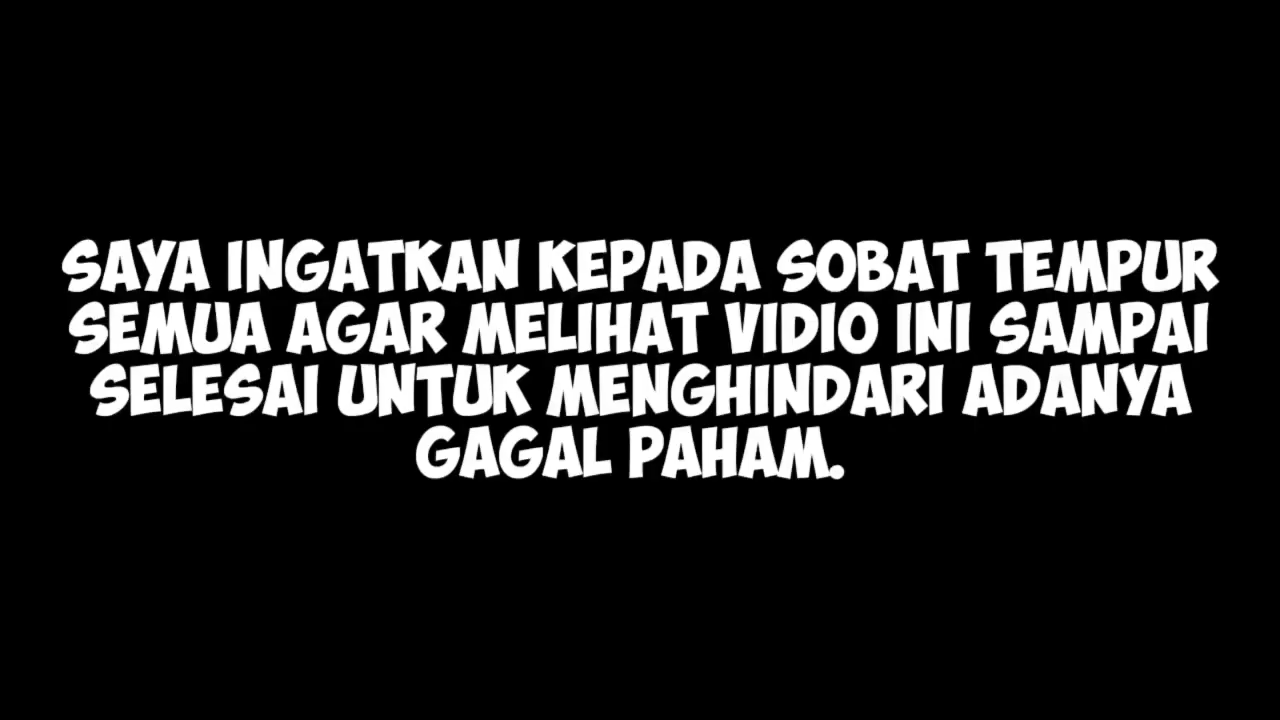 SAYA INGATKAN KEPADA SOBAT TEMPUR
SEMUA AGAR MELIHAT VIDIO INI SAMPAI
SELESAI UNTUK MENGHINDARI ADANYA
GAGAL PAHAM.